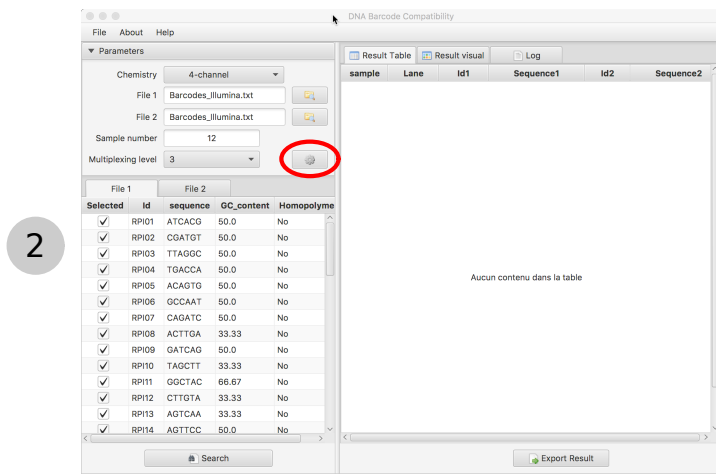 DNA Barcode Compatibility
File About Help
Parameters
Chemistry 4-channel
File 1 Barcodes_Illumina.txt
File 2 Barcodes_Illumina.txt
Sample number 12
Multiplexing level 3
File 1 File 2
Selected Id sequence GC_content Homopolyme
RPI01 ATCACG 50.0 No
RPI02 CGATGT 50.0 No
RPI03 TTAGGC 50.0 No
RPI04 TGACCA 50.0 No
RPI05 ACAGTG 50.0 No
RPI06 GCCAAT 50.0 No
RPI07 CAGATC 50.0 No
RPI08 ACTTGA 33.33 No
RPI09 GATCAG 50.0 No
RPI10 TAGCTT 33.33 No
RPI11 GGCTAC 66.67 No
RPI12 CTTGTA 33.33 No
RPI13 AGTCAA 33.33 No
RPI14 AGTTCC 50.0 No
Search
Result Table Result visual Log
sample Lane Id1 Sequence1 Id2 Sequence2
Aucun contenu dans la table
Export Result
2